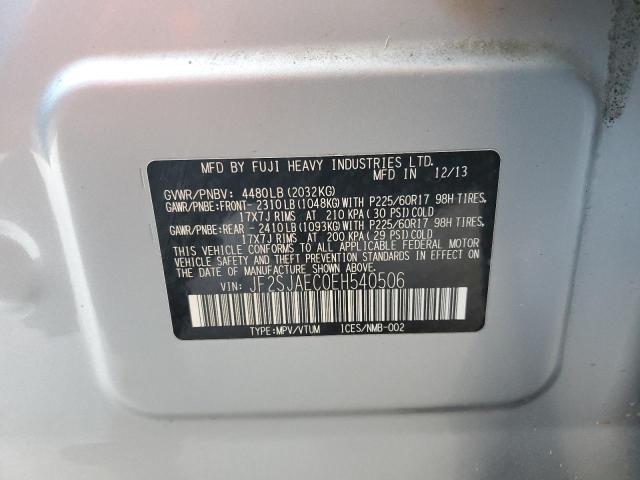 MFD BY FUJI HEAVY INDUSTRIES LTD.
MFD IN 12/13
GVWR/PNBV: 4480LB (2032KG)
GAWR/PNBE:FRONT-2310LB(1048KG)WITH P225/60R17 98H TIRES,
17X7J RIMS AT 210 KPA(30 PSI)COLD
GAWR/PNBE:REAR -2410LB(1093KG)WITH P225/60R17 98H TIRES,
17X7J RIMS AT 200 KPA(29 PSI)COLD
THIS VEHICLE CONFORMS TO ALL APPLICABLE FEDERAL MOTOR
VEHICLE SAFETY, BUMPER, AND THEFT PREVENTION STANDARDS
IN EFFECT ON THE DATE OF MANUFACTURE SHOWN ABOVE.
VIN: JF2SJAEC0EH540506
TYPE:MPV/VTUM ICES/NMB-002